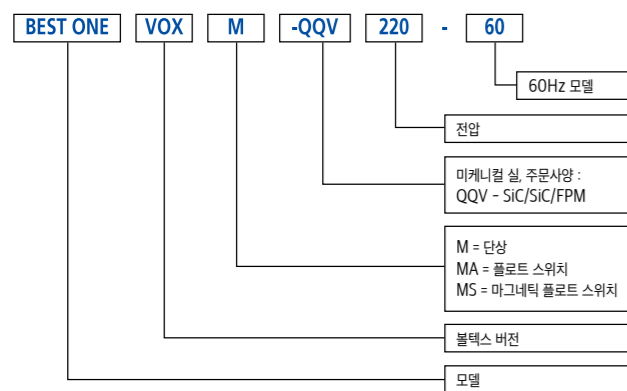 BEST ONE VOX M -QQV 220 - 60
60Hz 모델
전압
미케니컬 실, 주문사양 :
QQV - SiC/SiC/FPM
M = 단상
MA = 플로트 스위치
MS = 마그네틱 플로트 스위치
볼텍스 버전
모델